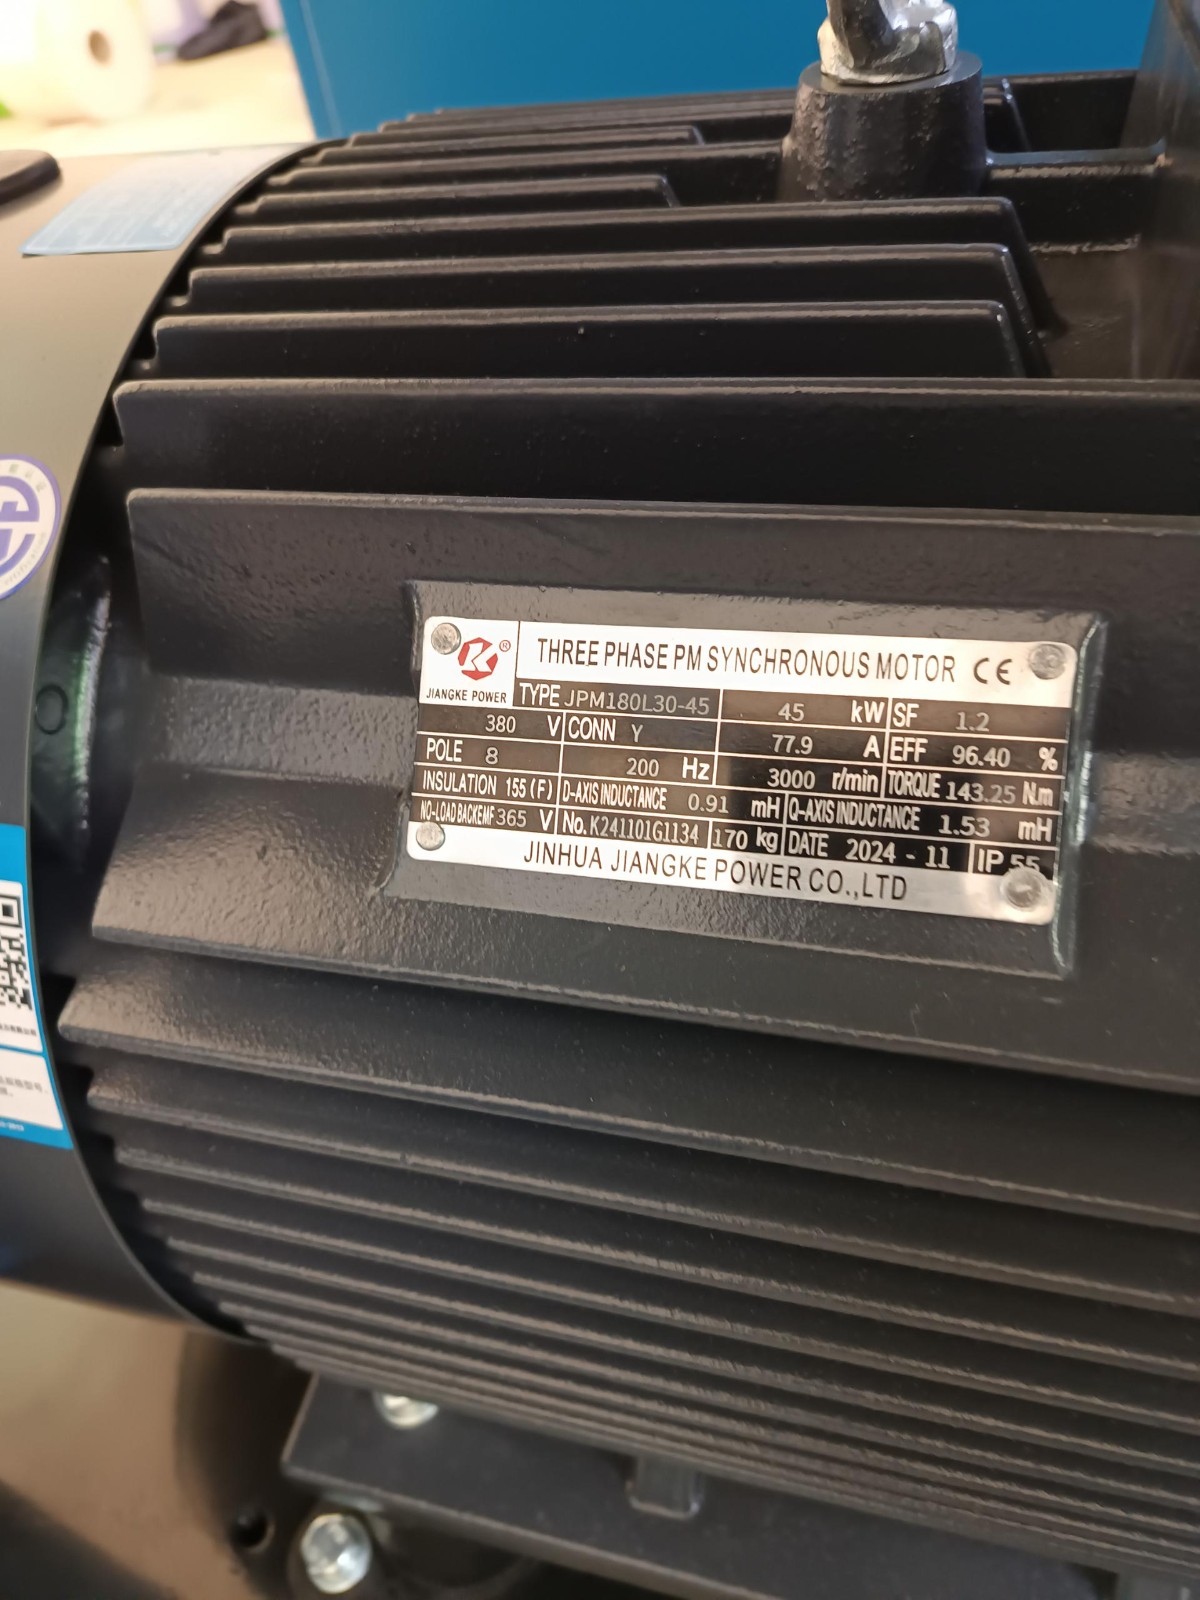 THREE PHASE PM SYNCHRONOUS MOTOR CE
JIANGKE POWER
TYPE JPM180L30-45 45 kW SF 1.2
380 V CONN Y 77.9 A EFF 96.40 %
POLE 8 200 Hz 3000 r/min TORQUE 143.25 N.m
INSULATION 155(F) D-AXIS INDUCTANCE 0.91 mH Q-AXIS INDUCTANCE 1.53 mH
NO-LOAD BACKEMF 365 V No. K241101G1134 170 kg DATE 2024-11 IP 55
JINHUA JIANGKE POWER CO.,LTD